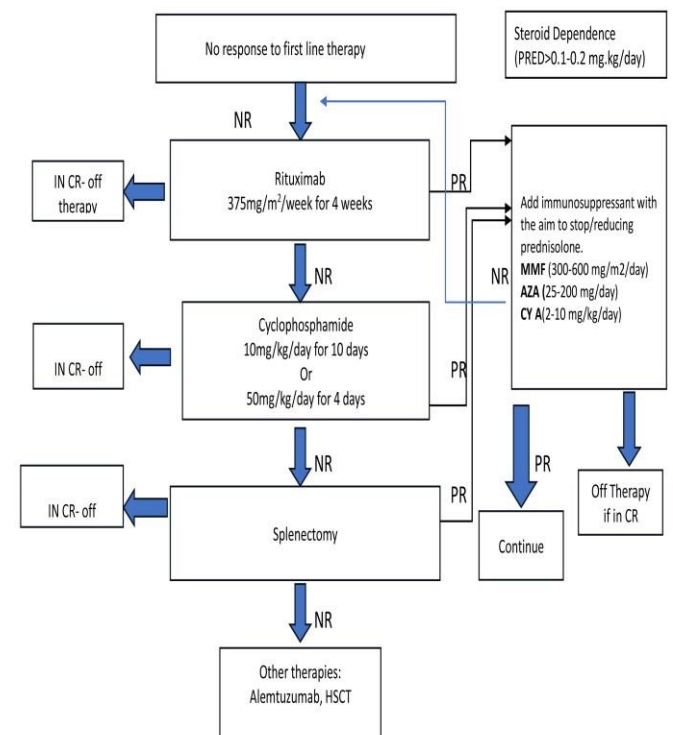 No response to first line therapy
Steroid Dependence
(PRED>0.1-0.2 mg.kg/day)
NR
IN CR- off
therapy
Rituximab
375mg/m²/week for 4 weeks
PR
Add immunosuppressant with
the aim to stop/reducing
prednisolone.
MMF (300-600 mg/m2/day)
AZA (25-200 mg/day)
CY A(2-10 mg/kg/day)
NR
NR
IN CR- off
Cyclophosphamide
10mg/kg/day for 10 days
Or
50mg/kg/day for 4 days
PR
NR
IN CR- off
Splenectomy
PR
PR
Continue
Off Therapy
if in CR
NR
Other therapies:
Alemtuzumab, HSCT